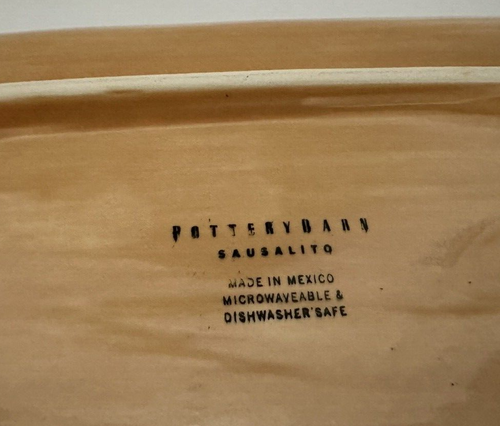 POTTERYBARN
SAUSALITO
MADE IN MEXICO
MICROWAVEABLE &
DISHWASHER SAFE